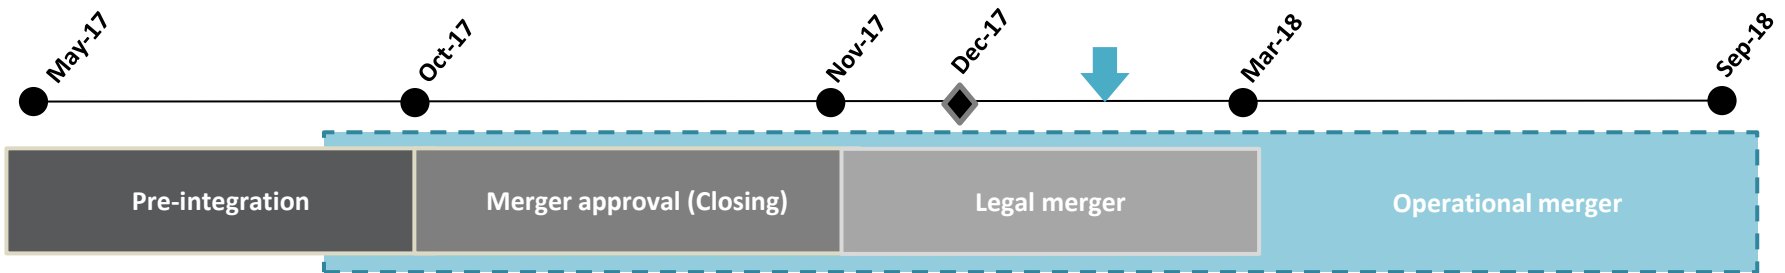 May-17
Oct-17
Nov-17
Dec-17
Mar-18
Sep-18
Pre-integration
Merger approval (Closing)
Legal merger
Operational merger